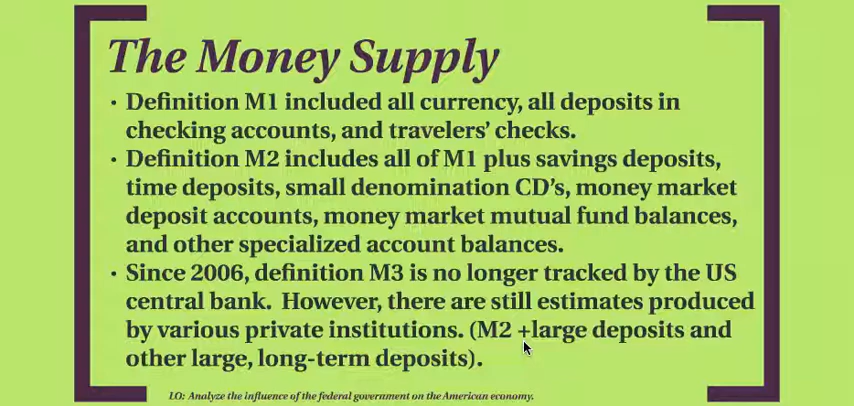 The Money Supply
• Definition M1 included all currency, all deposits in
checking accounts, and travelers' checks.
• Definition M2 includes all of M1 plus savings deposits,
time deposits, small denomination CD's, money market
deposit accounts, money market mutual fund balances,
and other specialized account balances.
• Since 2006, definition M3 is no longer tracked by the US
central bank.  However, there are still estimates produced
by various private institutions. (M2 +large deposits and
other large, long-term deposits).
LO: Analyze the influence of the federal government on the American economy.